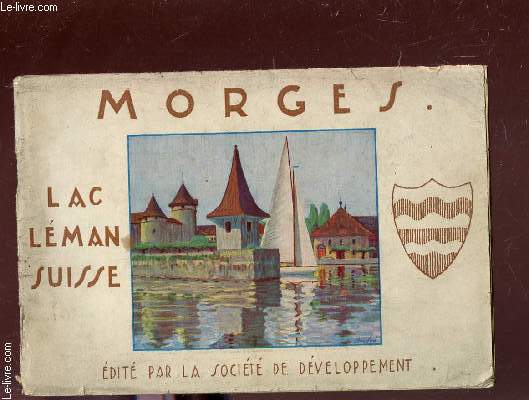 © Le-livre.com
MORGES.
LAC
LÉMAN
SUISSE
ÉDITÉ PAR LA SOCIÉTÉ DE DÉVELOPPEMENT.
© Le-livre.com